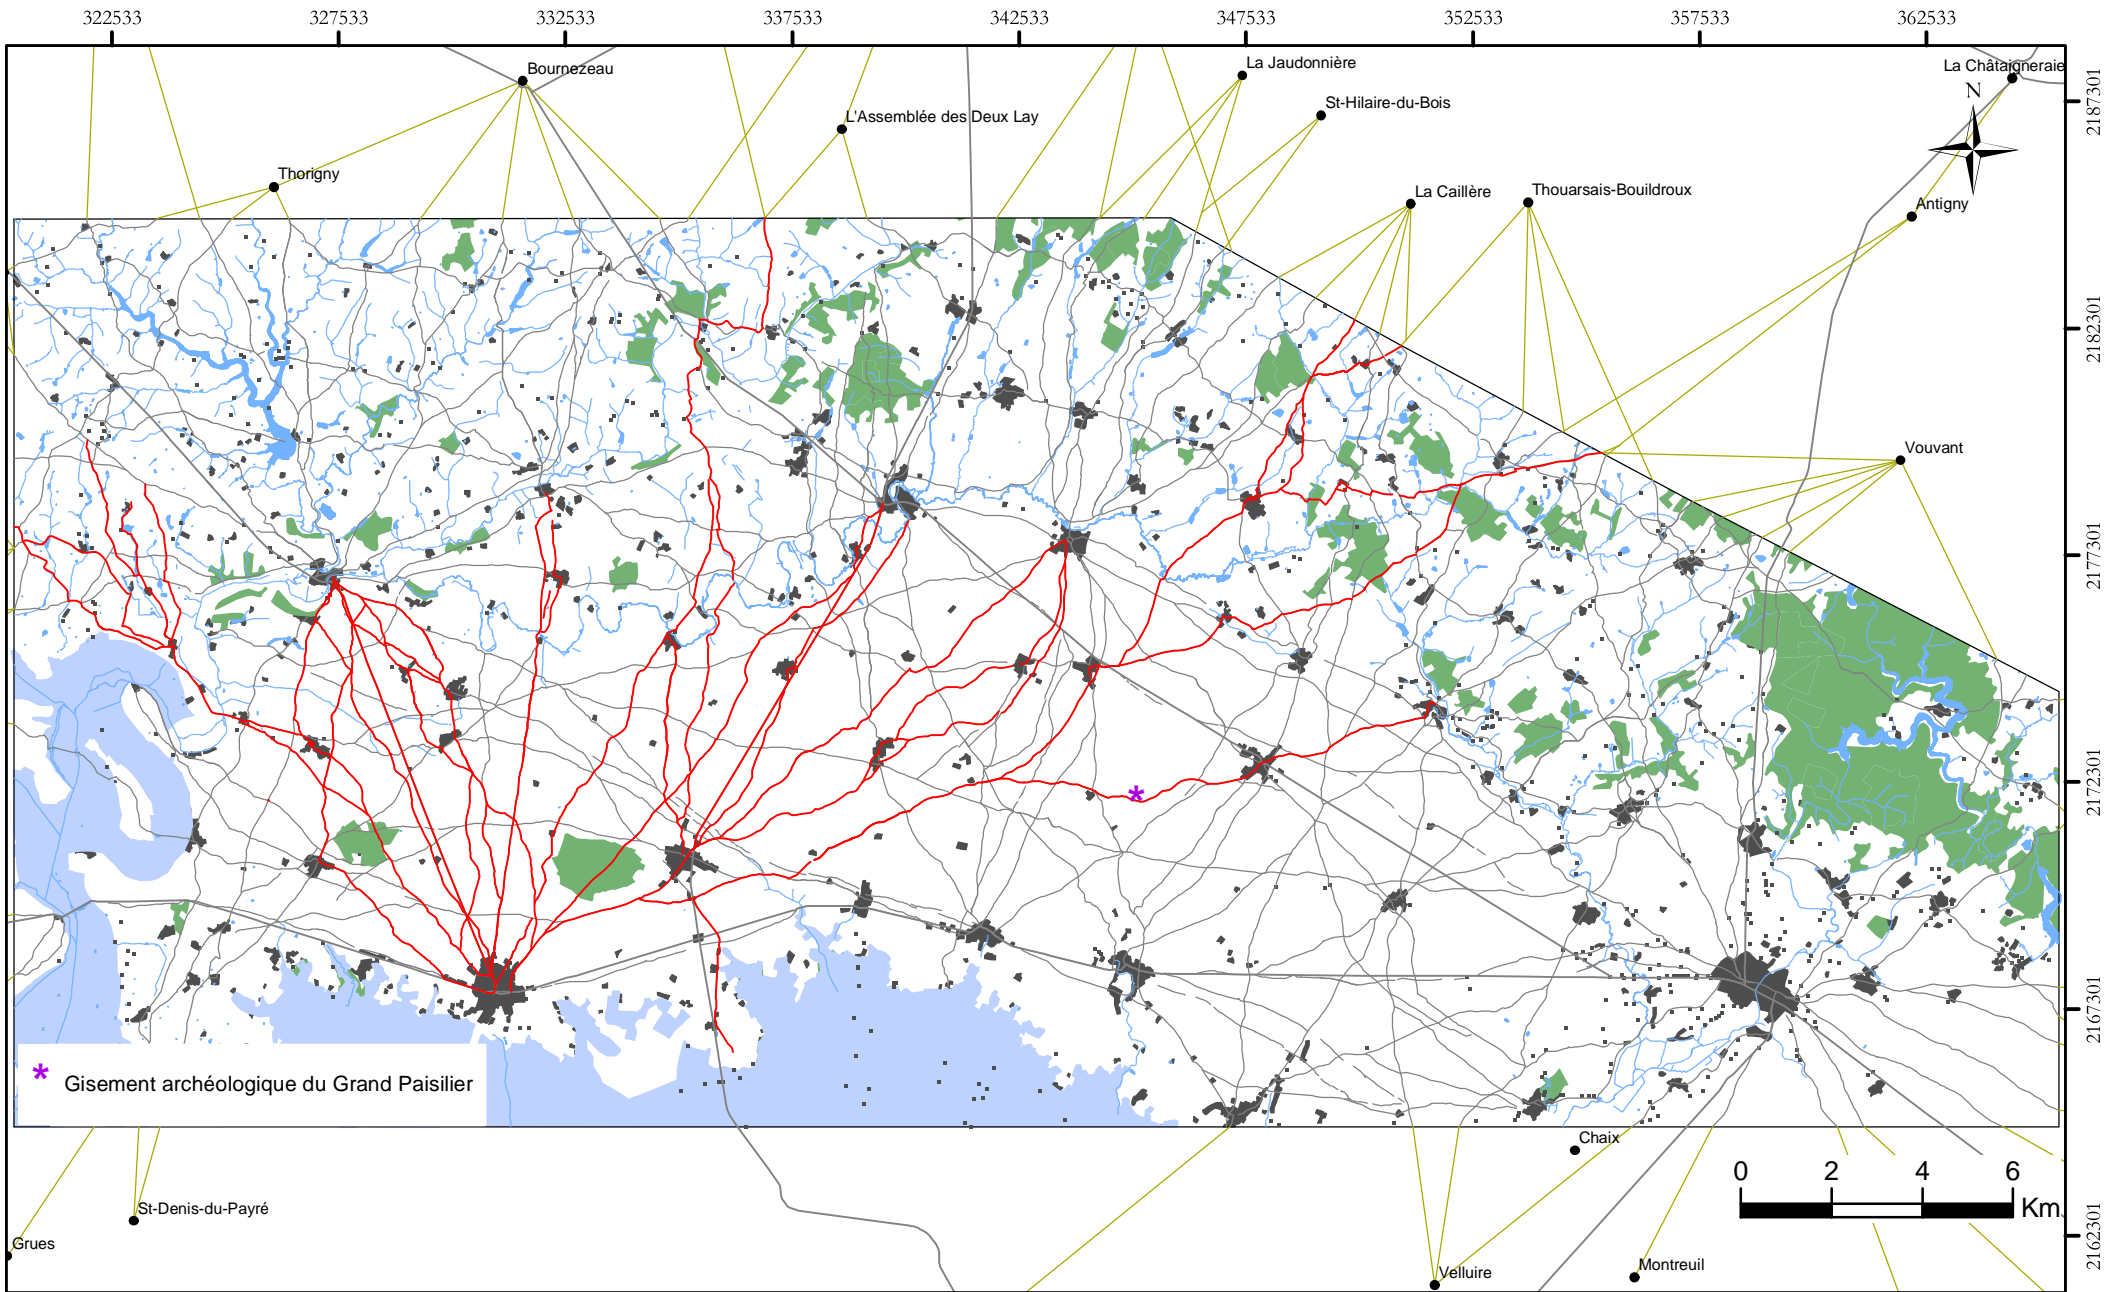 322533 327533 332533 337533 342533 347533 352533 357533 362533
La Jaudonnière
La Châtaigneraie
Bournezeau
N
2187301
St-Hilaire-du-Bois
L'Assemblée des Deux Lay
Thorigny
La Caillère
Thouarsais-Bouildroux
Antigny
2182301
Vouvant
2177301
2172301
2167301
* Gisement archéologique du Grand Paisilier
Chaix
0 2 4 6
Km
St-Denis-du-Payré
2162301
Grues
Velluire
Montreuil